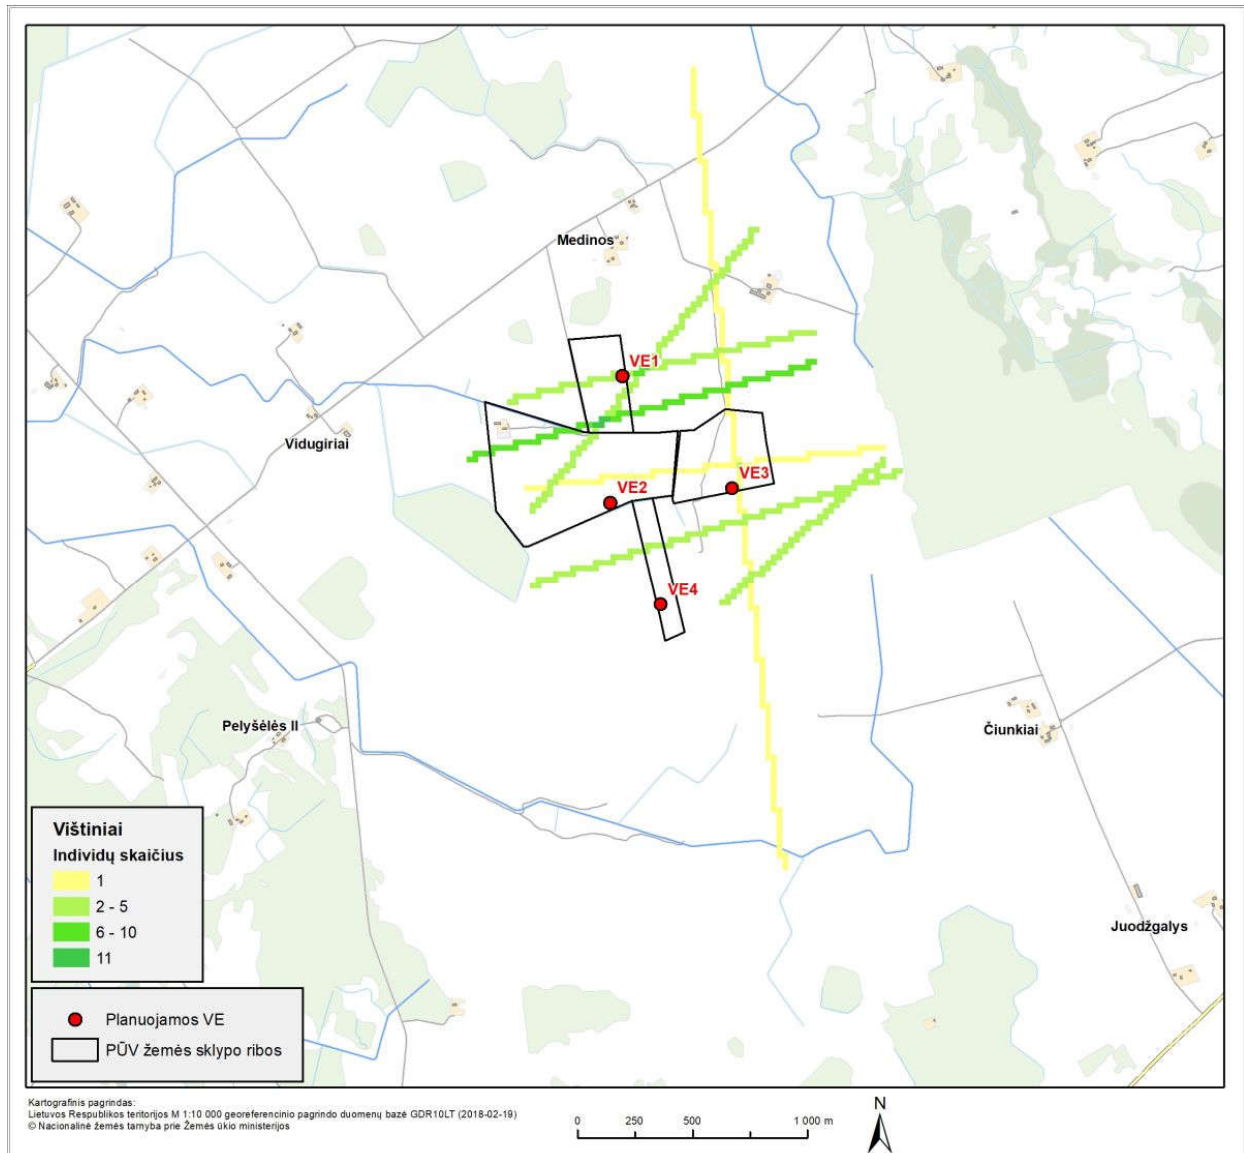 Medinos
VE1
Vidugiriai
VE2
VE3
VE4
Pelyšėlės II
Čiunkiai
Juodžgalys
Vištiniai
Individų skaičius
1
2 - 5
6 - 10
11
Planuojamos VE
PŪV žemės sklypo ribos
Kartografinis pagrindas:
Lietuvos Respublikos teritorijos M 1:10 000 georeferencinio pagrindo duomenų bazė GDR10LT (2018-02-19)
© Nacionalinė žemės tarnyba prie Žemės ūkio ministerijos
0 250 500 1 000 m
N